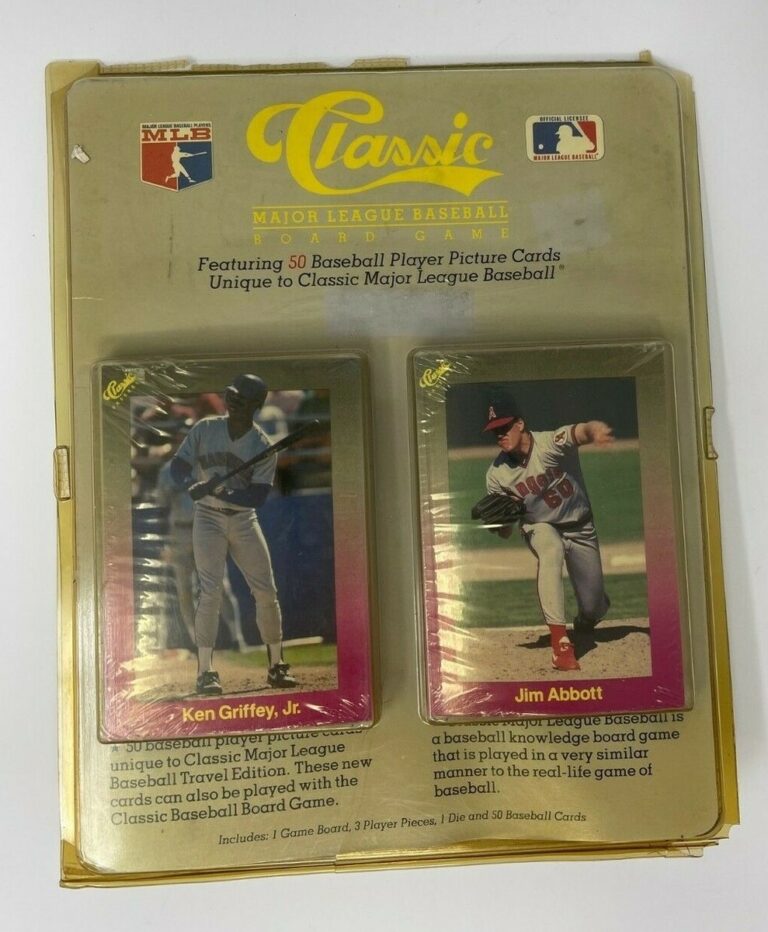 MAJOR LEAGUE BASEBALL PLAYERS
MLB
Classic
OFFICIAL LICENSEE
MAJOR LEAGUE BASEBALL
MAJOR LEAGUE BASEBALL
BOARD GAME
Featuring 50 Baseball Player Picture Cards
Unique to Classic Major League Baseball®
Classic
Ken Griffey, Jr.
Classic
A
ANGELS
60
Jim Abbott
★ 50 baseball player picture cards
unique to Classic Major League
Baseball Travel Edition. These new
cards can also be played with the
Classic Baseball Board Game.
Classic Major League Baseball is
a baseball knowledge board game
that is played in a very similar
manner to the real-life game of
baseball.
Includes: 1 Game Board, 3 Player Pieces, 1 Die and 50 Baseball Cards